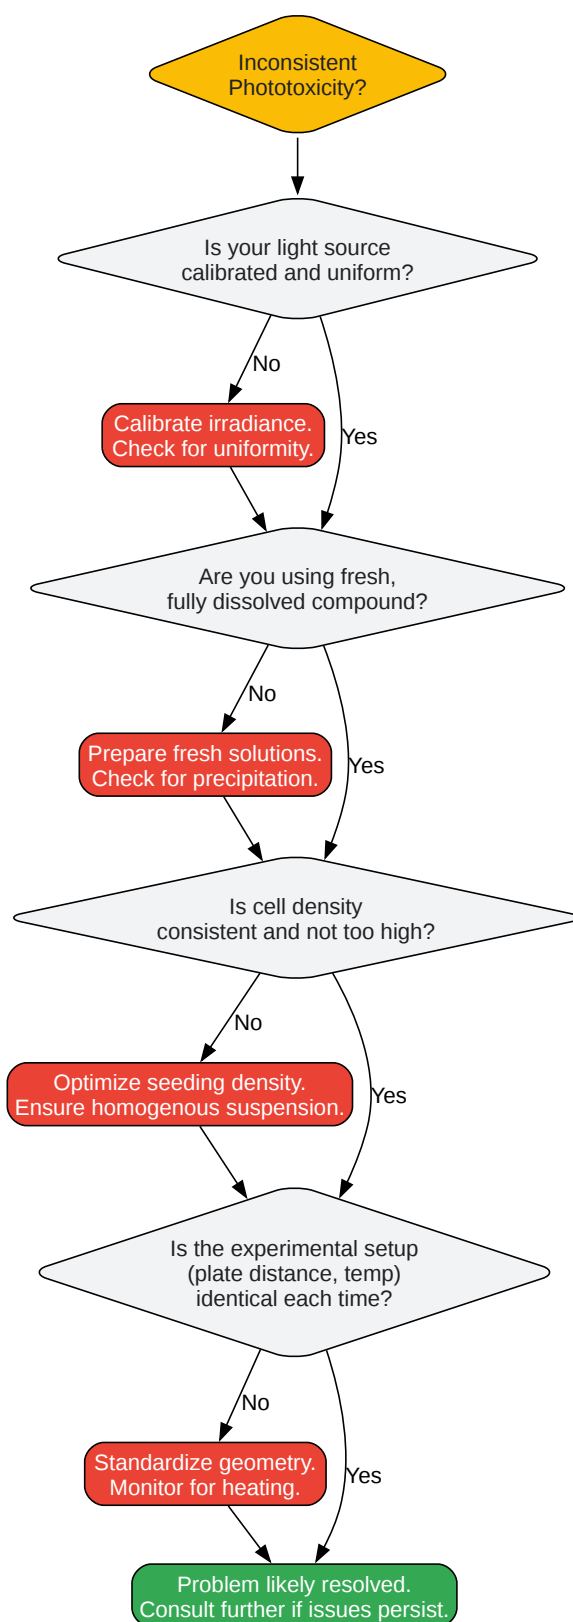 Inconsistent
Phototoxicity?
Is your light source
calibrated and uniform?
No
Calibrate irradiance.
Check for uniformity.
Yes
Are you using fresh,
fully dissolved compound?
No
Prepare fresh solutions.
Check for precipitation.
Yes
Is cell density
consistent and not too high?
No
Optimize seeding density.
Ensure homogenous suspension.
Yes
Is the experimental setup
(plate distance, temp)
identical each time?
No
Standardize geometry.
Monitor for heating.
Yes
Problem likely resolved.
Consult further if issues persist.